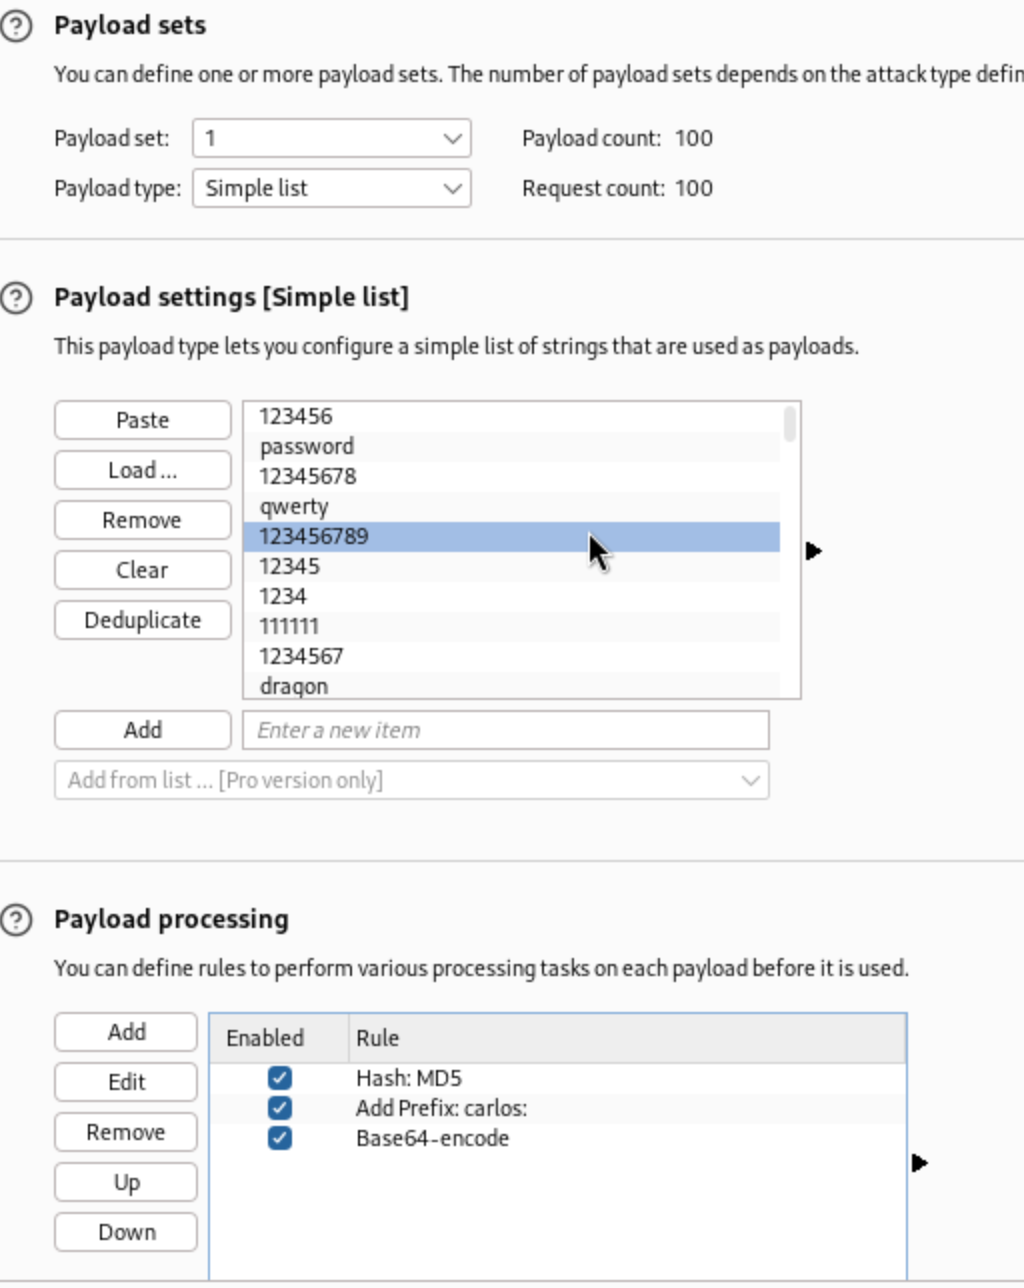 Payload sets
You can define one or more payload sets. The number of payload sets depends on the attack type defin
Payload set: 1 Payload count: 100
Payload type: Simple list Request count: 100
Payload settings [Simple list]
This payload type lets you configure a simple list of strings that are used as payloads.
Paste
Load ...
Remove
Clear
Deduplicate
123456
password
12345678
qwerty
123456789
12345
1234
111111
1234567
dragon
Add Enter a new item
Add from list ... [Pro version only]
Payload processing
You can define rules to perform various processing tasks on each payload before it is used.
Add
Edit
Remove
Up
Down
Enabled Rule
Hash: MD5
Add Prefix: carlos:
Base64-encode